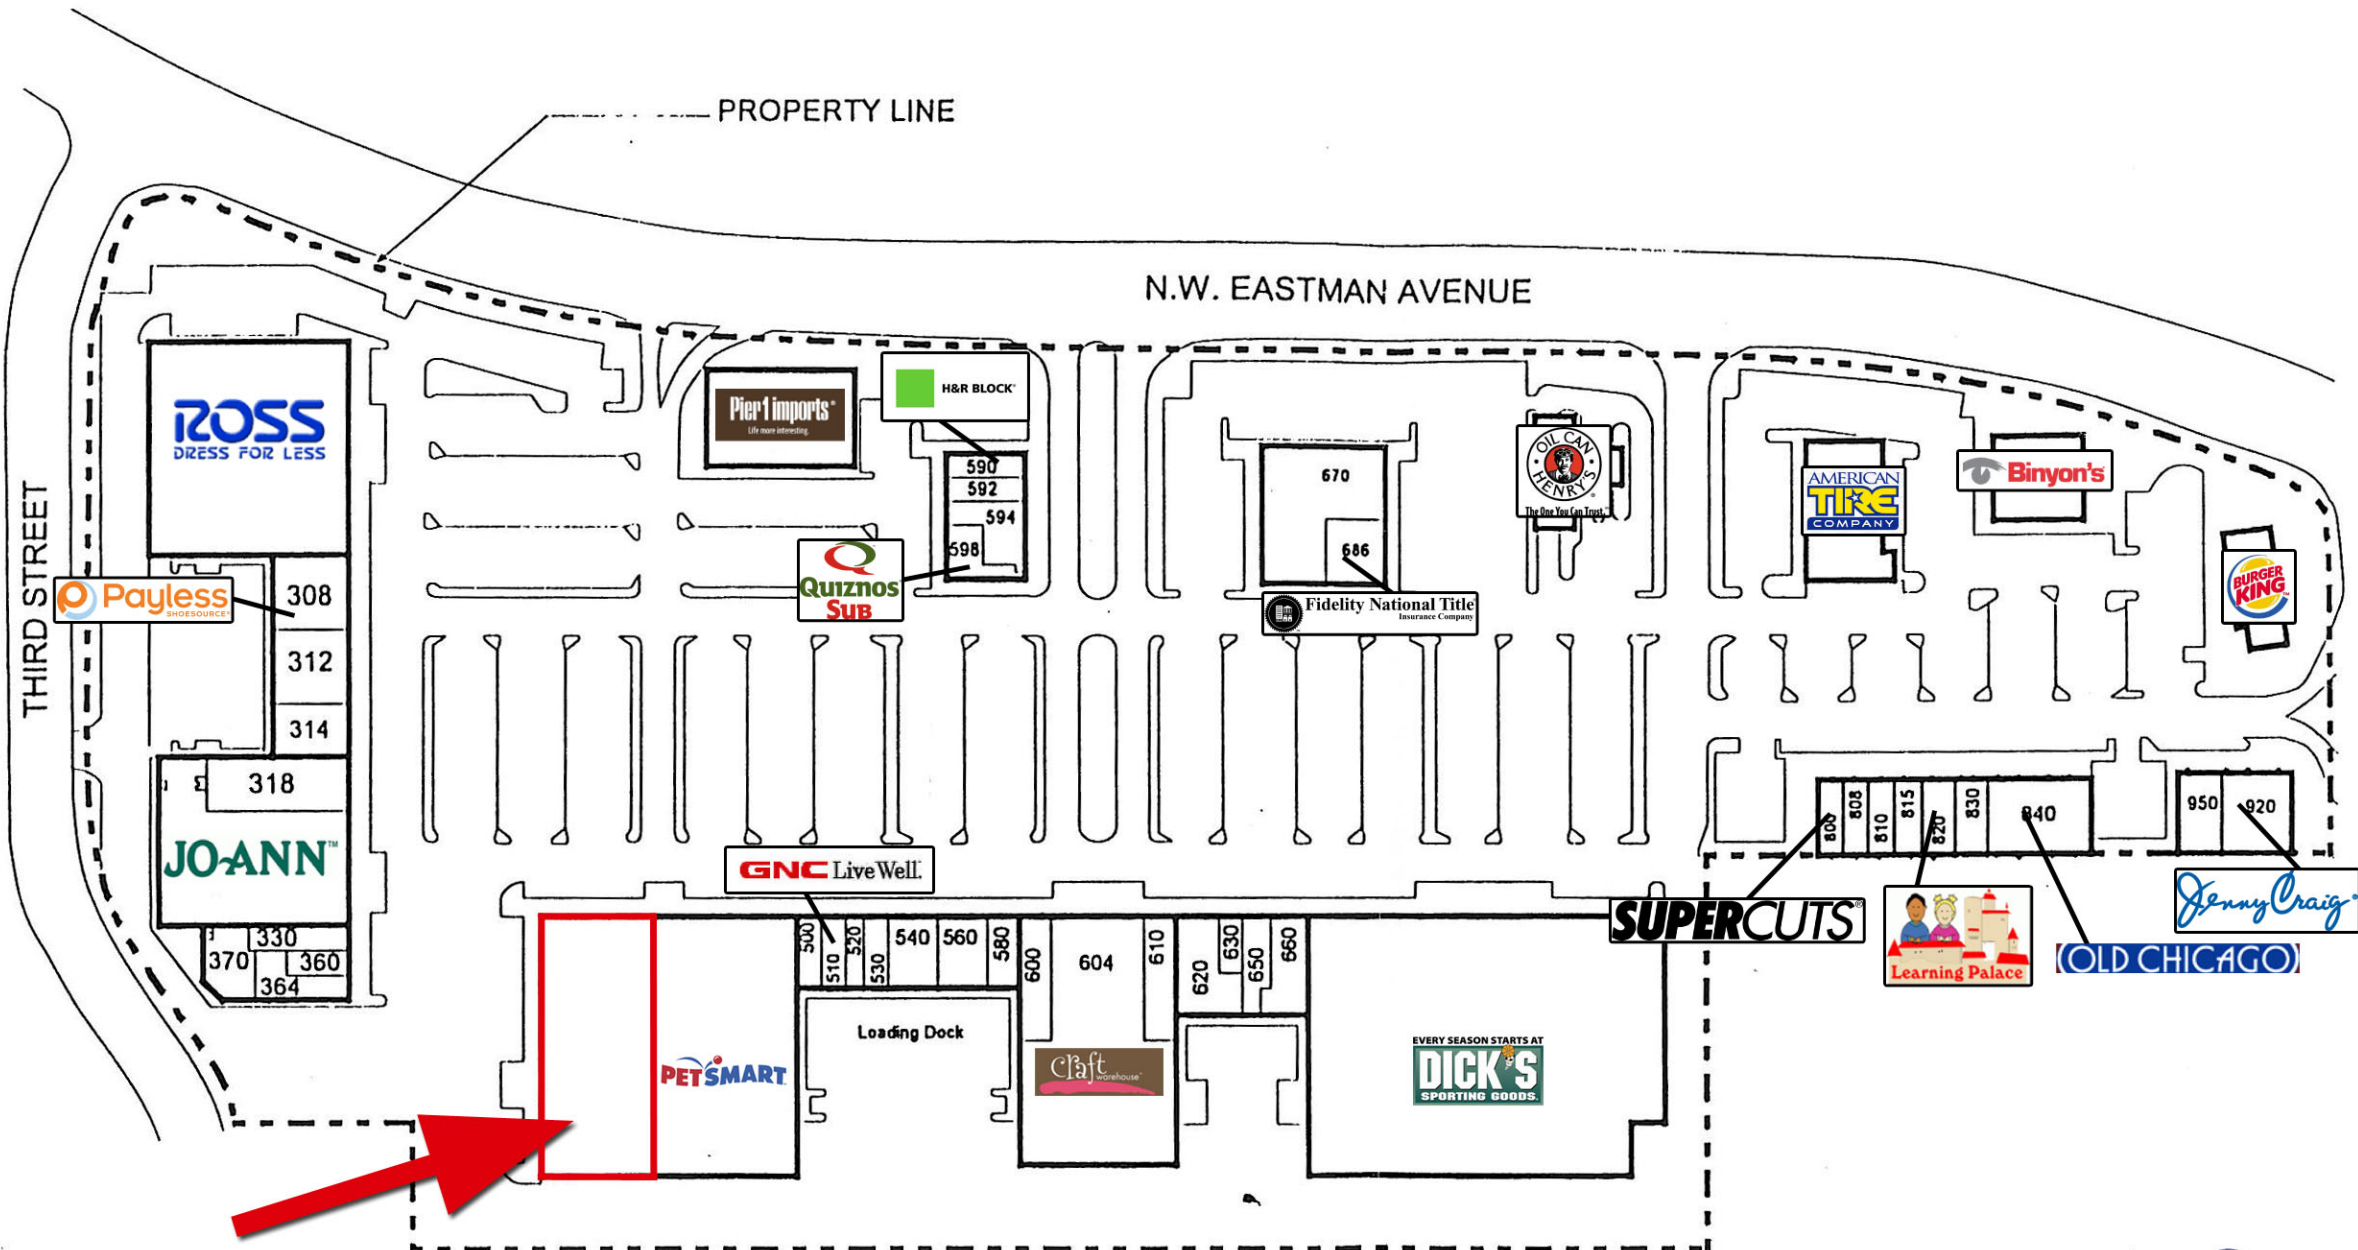 PROPERTY LINE
N.W. EASTMAN AVENUE
THIRD STREET
ROSS
DRESS FOR LESS
Pier 1 imports®
Life more interesting.
H&R BLOCK®
590
592
594
598
QUIZNOS
SUB
670
686
Fidelity National Title
Insurance Company
OIL CAN
HENRY'S
The One You Can Trust.
AMERICAN
TIRE
COMPANY
Binyon's
BURGER
KING™
Payless
SHOESOURCE®
308
312
314
318
JO-ANN™
330
370
360
364
GNC LiveWell.
500
510
520
530
540
560
580
600
604
610
620
630
650
660
Loading Dock
PETSMART
Craft
warehouse
EVERY SEASON STARTS AT
DICK'S
SPORTING GOODS.
800
808
810
815
820
830
840
950
920
SUPERCUTS®
Learning Palace
OLD CHICAGO
Jenny Craig®